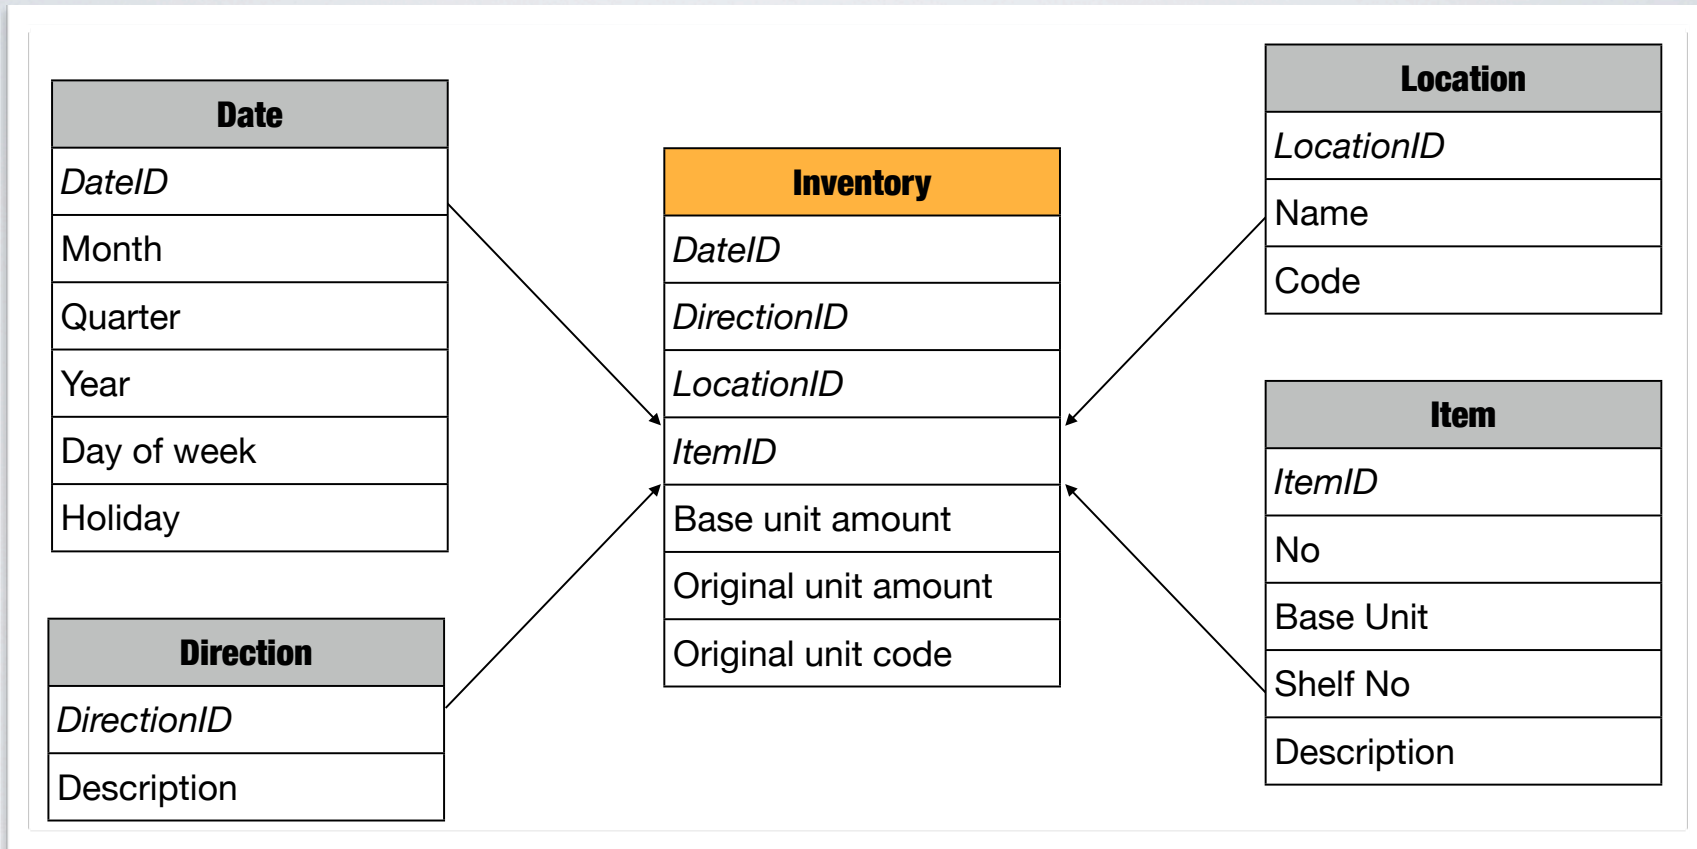 Date
DateID
Month
Quarter
Year
Day of week
Holiday
Direction
DirectionID
Description
Inventory
DateID
DirectionID
LocationID
ItemID
Base unit amount
Original unit amount
Original unit code
Location
LocationID
Name
Code
Item
ItemID
No
Base Unit
Shelf No
Description